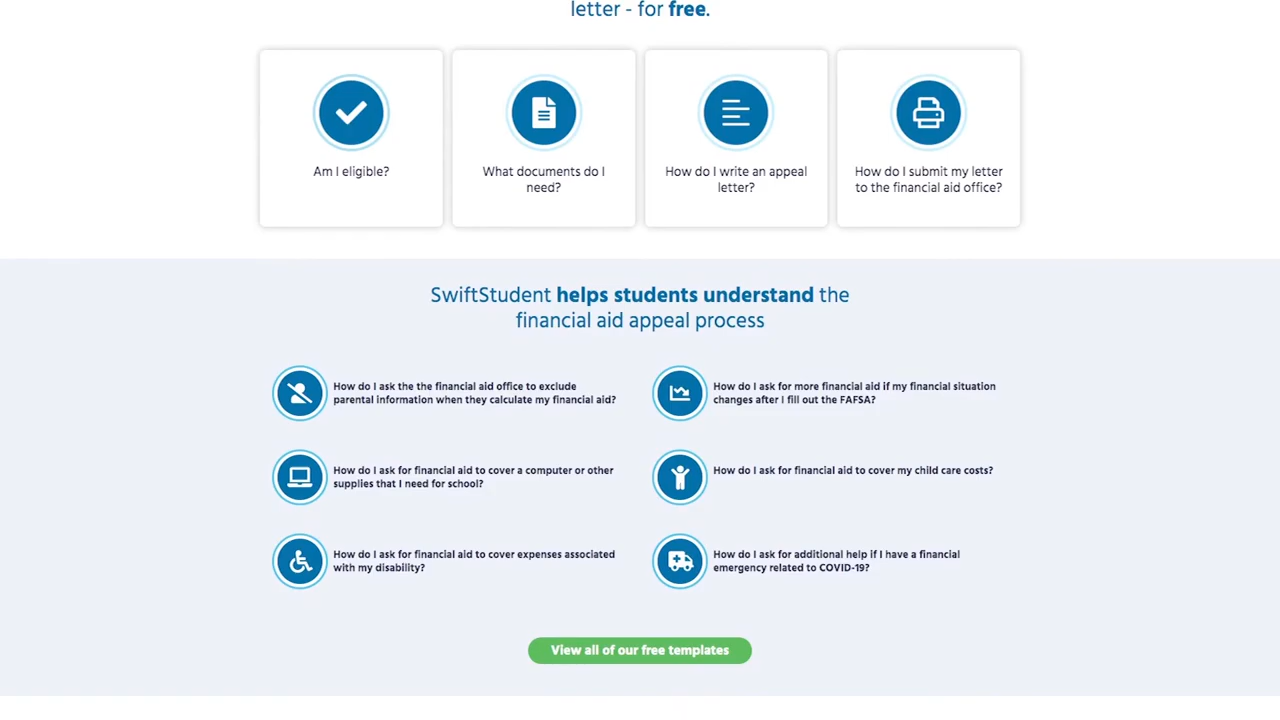 letter - for free.
Am I eligible?
What documents do I
need?
How do I write an appeal
letter?
How do I submit my letter
to the financial aid office?
SwiftStudent helps students understand the
financial aid appeal process
How do I ask the the financial aid office to exclude
parental information when they calculate my financial aid?
How do I ask for more financial aid if my financial situation
changes after I fill out the FAFSA?
How do I ask for financial aid to cover a computer or other
supplies that I need for school?
How do I ask for financial aid to cover my child care costs?
How do I ask for financial aid to cover expenses associated
with my disability?
How do I ask for additional help if I have a financial
emergency related to COVID-19?
View all of our free templates